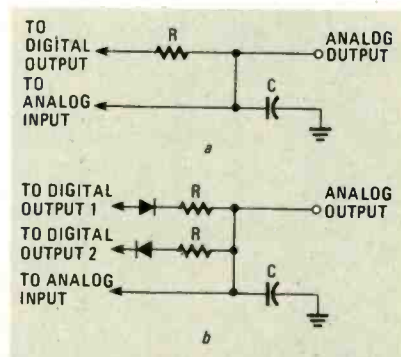 TO
DIGITAL
OUTPUT
R
ANALOG
OUTPUT
TO
ANALOG
INPUT
C
a
TO DIGITAL
OUTPUT 1
R
ANALOG
OUTPUT
TO DIGITAL
OUTPUT 2
R
TO ANALOG
INPUT
C
b